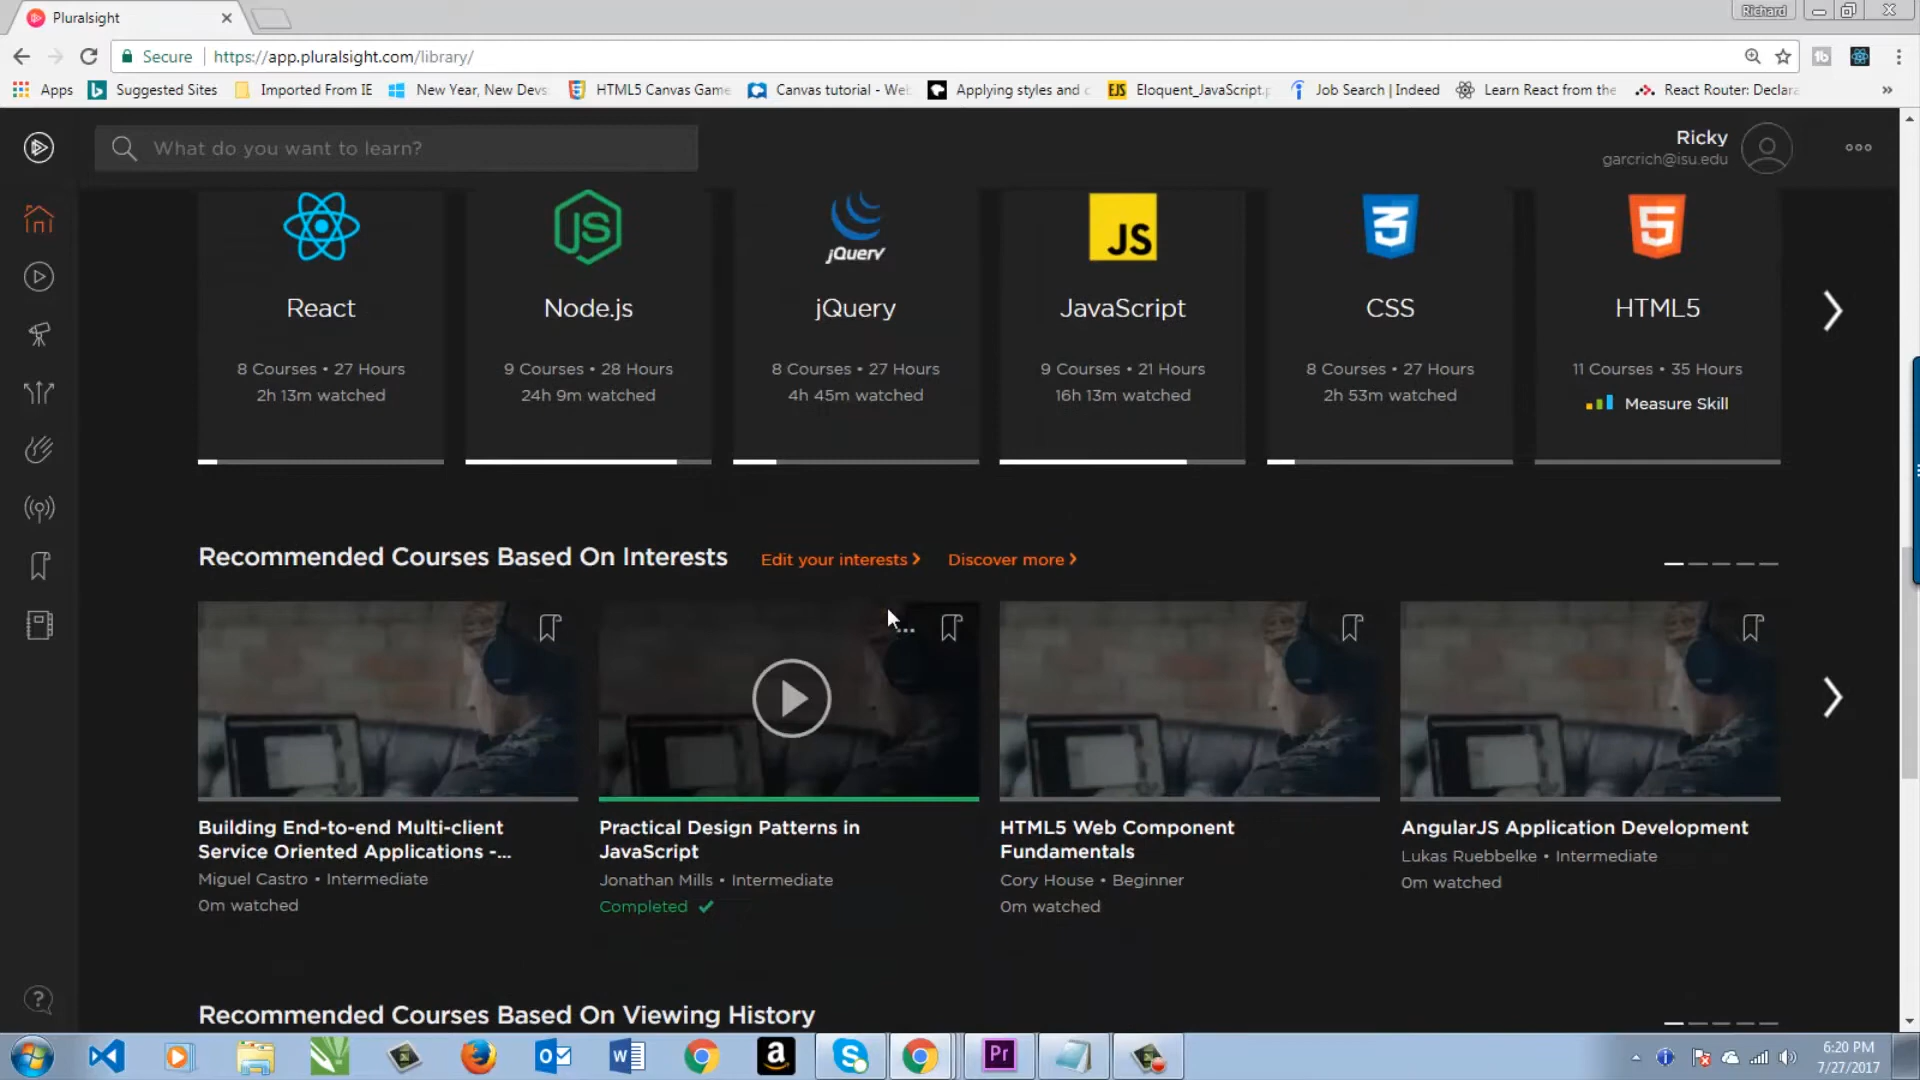 Pluralsight
Richard
Secure https://app.pluralsight.com/library/
Apps Suggested Sites Imported From IE New Year, New Devs HTML5 Canvas Game Canvas tutorial - We Applying styles and c Eloquent_JavaScript.p Job Search | Indeed Learn React from the React Router: Declara »
What do you want to learn?
Ricky
garcrich@isu.edu
JS jQuery JS 3 5
React Node.js jQuery JavaScript CSS HTML5
8 Courses • 27 Hours 9 Courses • 28 Hours 8 Courses • 27 Hours 9 Courses • 21 Hours 8 Courses • 27 Hours 11 Courses • 35 Hours
2h 13m watched 24h 9m watched 4h 45m watched 16h 13m watched 2h 53m watched Measure Skill
Recommended Courses Based On Interests Edit your interests > Discover more >
Building End-to-end Multi-client
Service Oriented Applications -...
Miguel Castro • Intermediate
0m watched
Practical Design Patterns in
JavaScript
Jonathan Mills • Intermediate
Completed ✓
HTML5 Web Component
Fundamentals
Cory House • Beginner
0m watched
AngularJS Application Development
Lukas Ruebbelke • Intermediate
0m watched
Recommended Courses Based On Viewing History
6:20 PM
7/27/2017